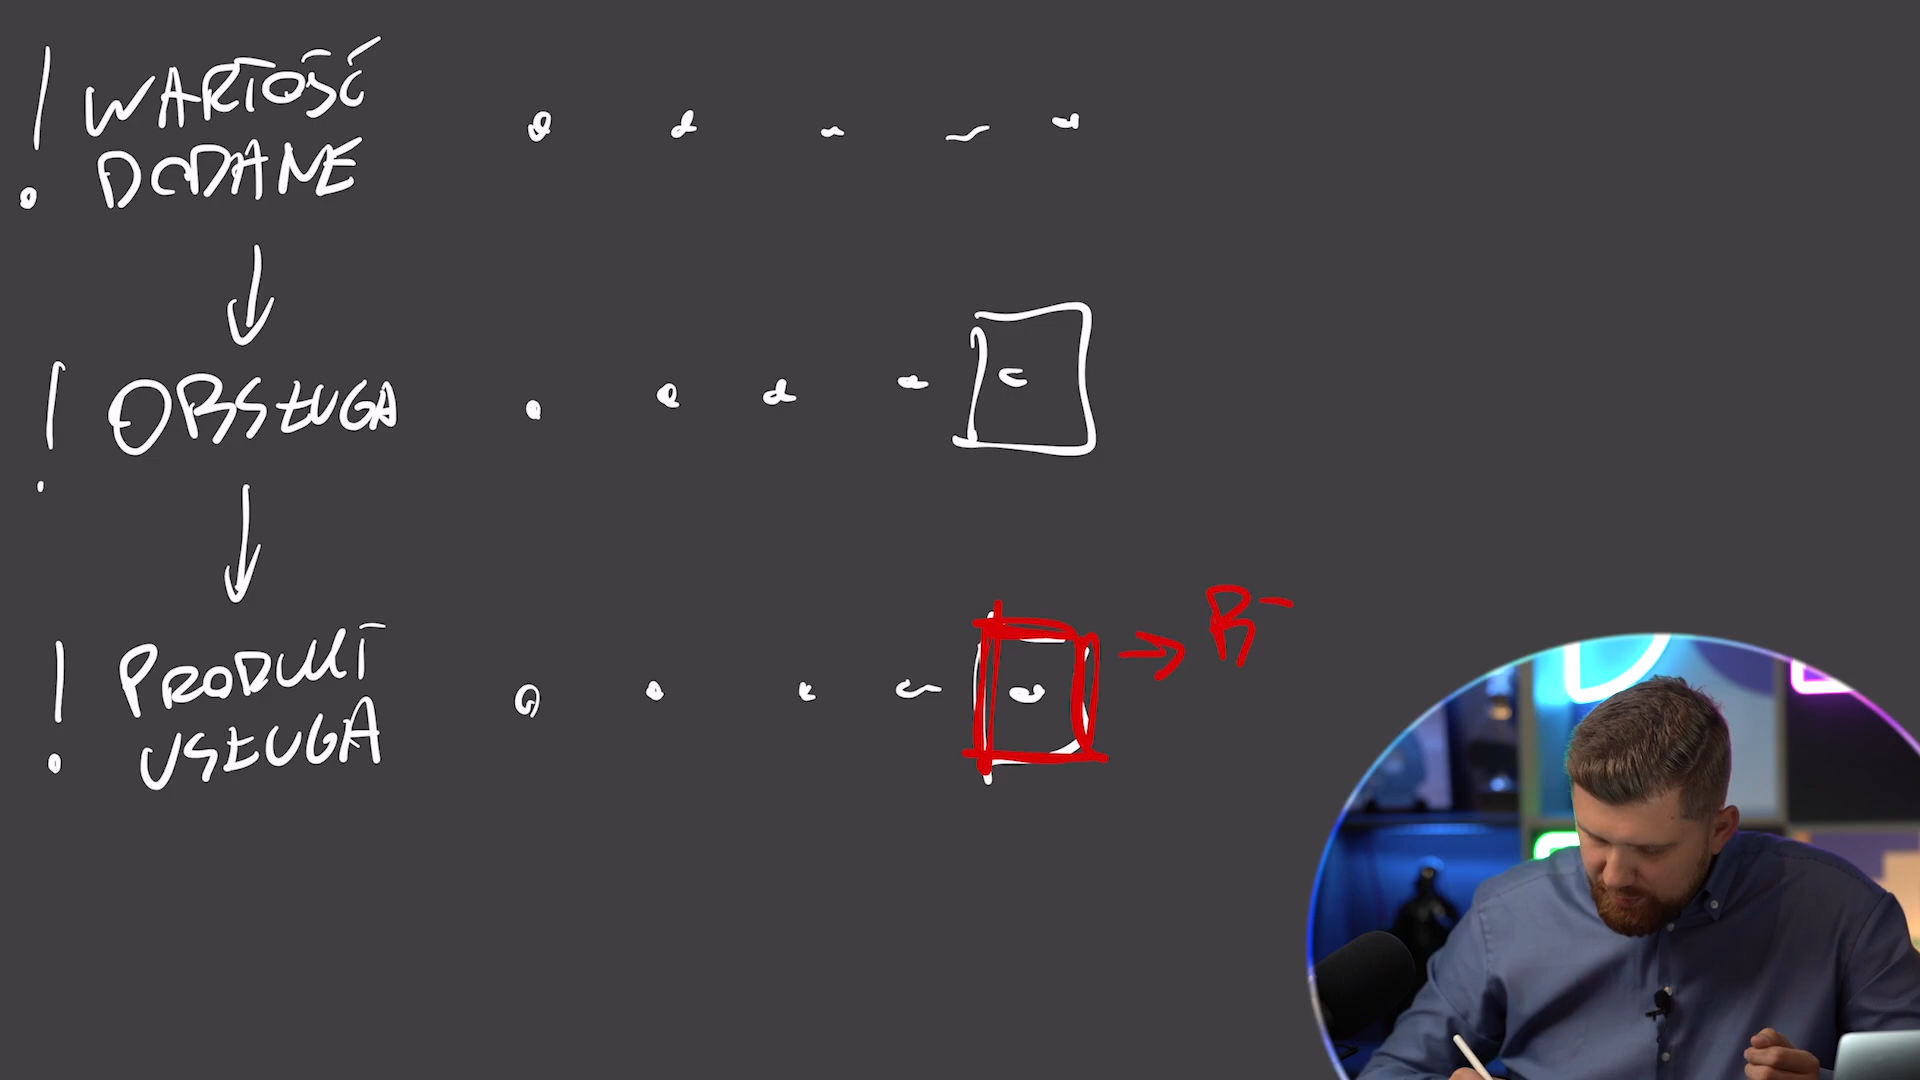 ! WARTOŚĆ
DODANE
! OBSŁUGA
! PRODUKT
USŁUGA
→ R-